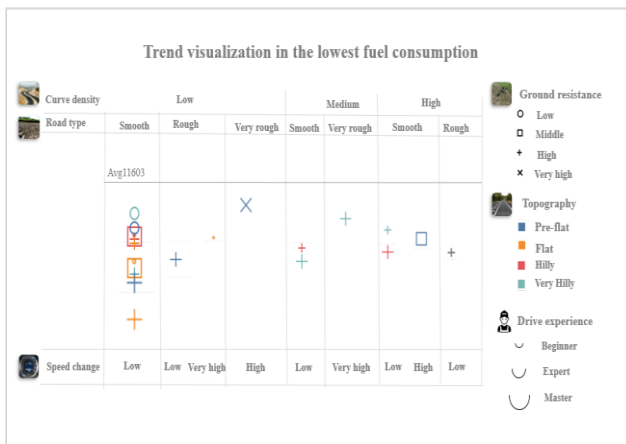 Trend visualization in the lowest fuel consumption
Curve density Low Medium High
Road type Smooth Rough Very rough Smooth Very rough Smooth Rough
Avg11603
Speed change Low Low Very high High Low Very high Low High Low
Ground resistance
Low
Middle
High
Very high
Topography
Pre-flat
Flat
Hilly
Very Hilly
Drive experience
Beginner
Expert
Master